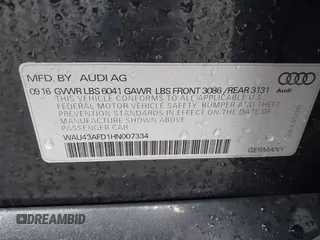 MFD. BY AUDI AG
09 16 GVWR LBS 6041 GAWR LBS FRONT 3086 /REAR 3131
THIS VEHICLE CONFORMS TO ALL APPLICABLE U.S.
FEDERAL MOTOR VEHICLE SAFETY, BUMPER AND THEFT
PREVENTION STANDARDS IN EFFECT ON THE DATE OF
MANUFACTURE SHOWN ABOVE.
PASSENGER CAR
WAU43AFD1HN007334
GERMANY
DREAMBID